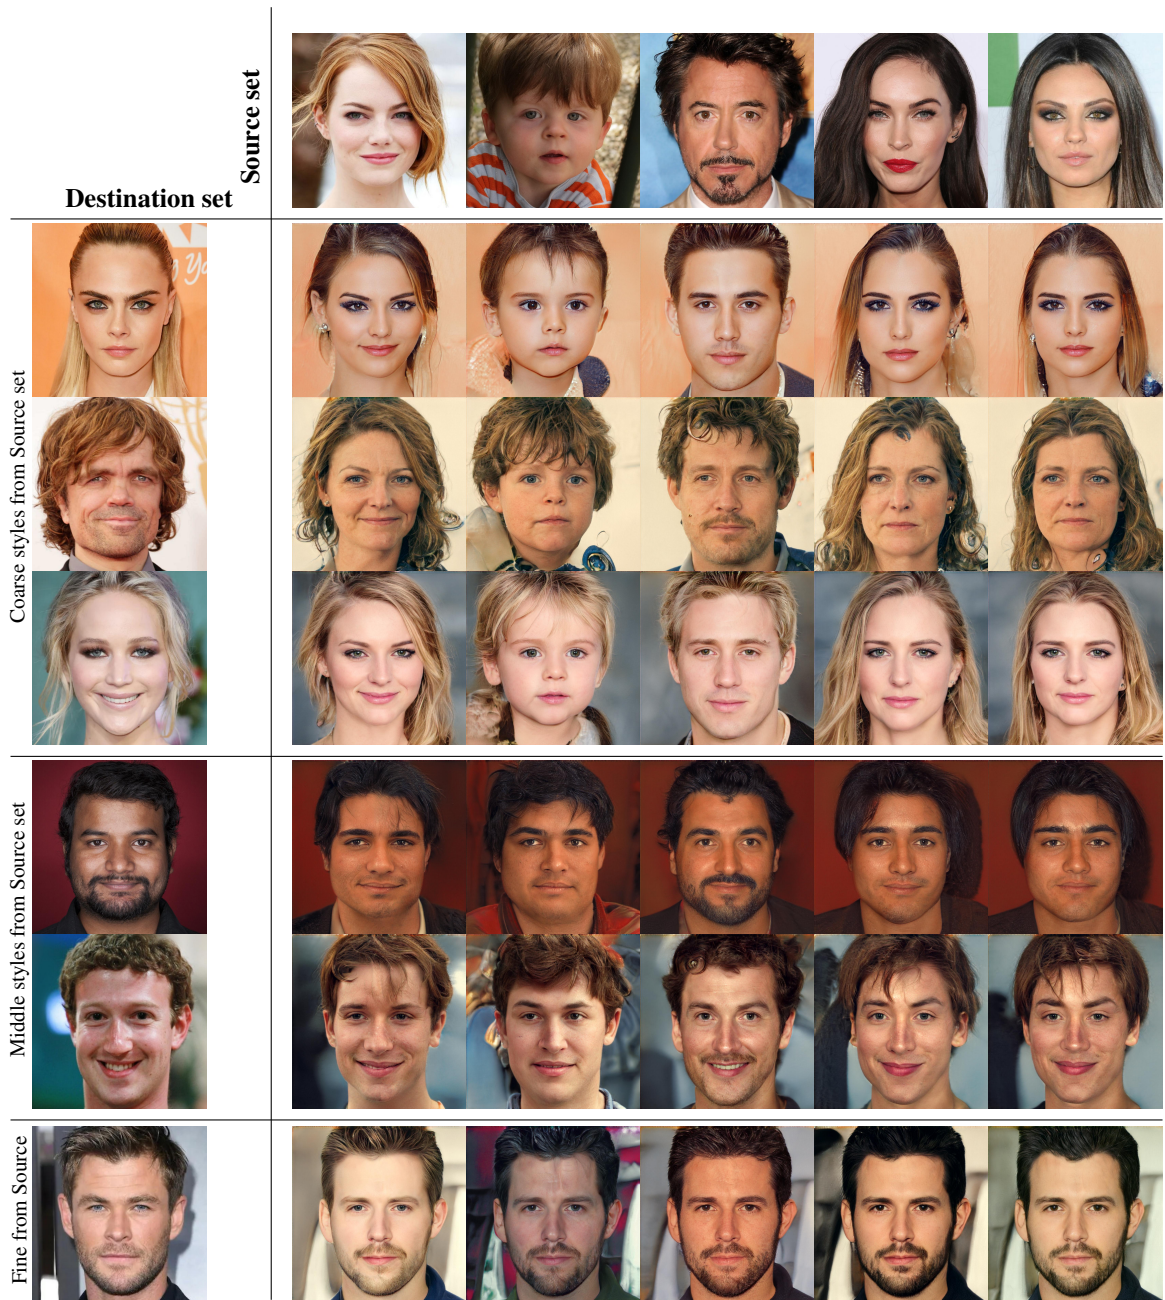 Source set
Destination set
Coarse styles from Source set
Middle styles from Source set
Fine from Source